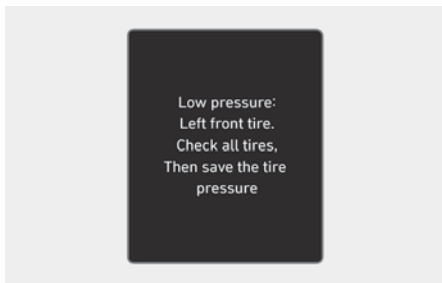 Low pressure:
Left front tire.
Check all tires,
Then save the tire
pressure